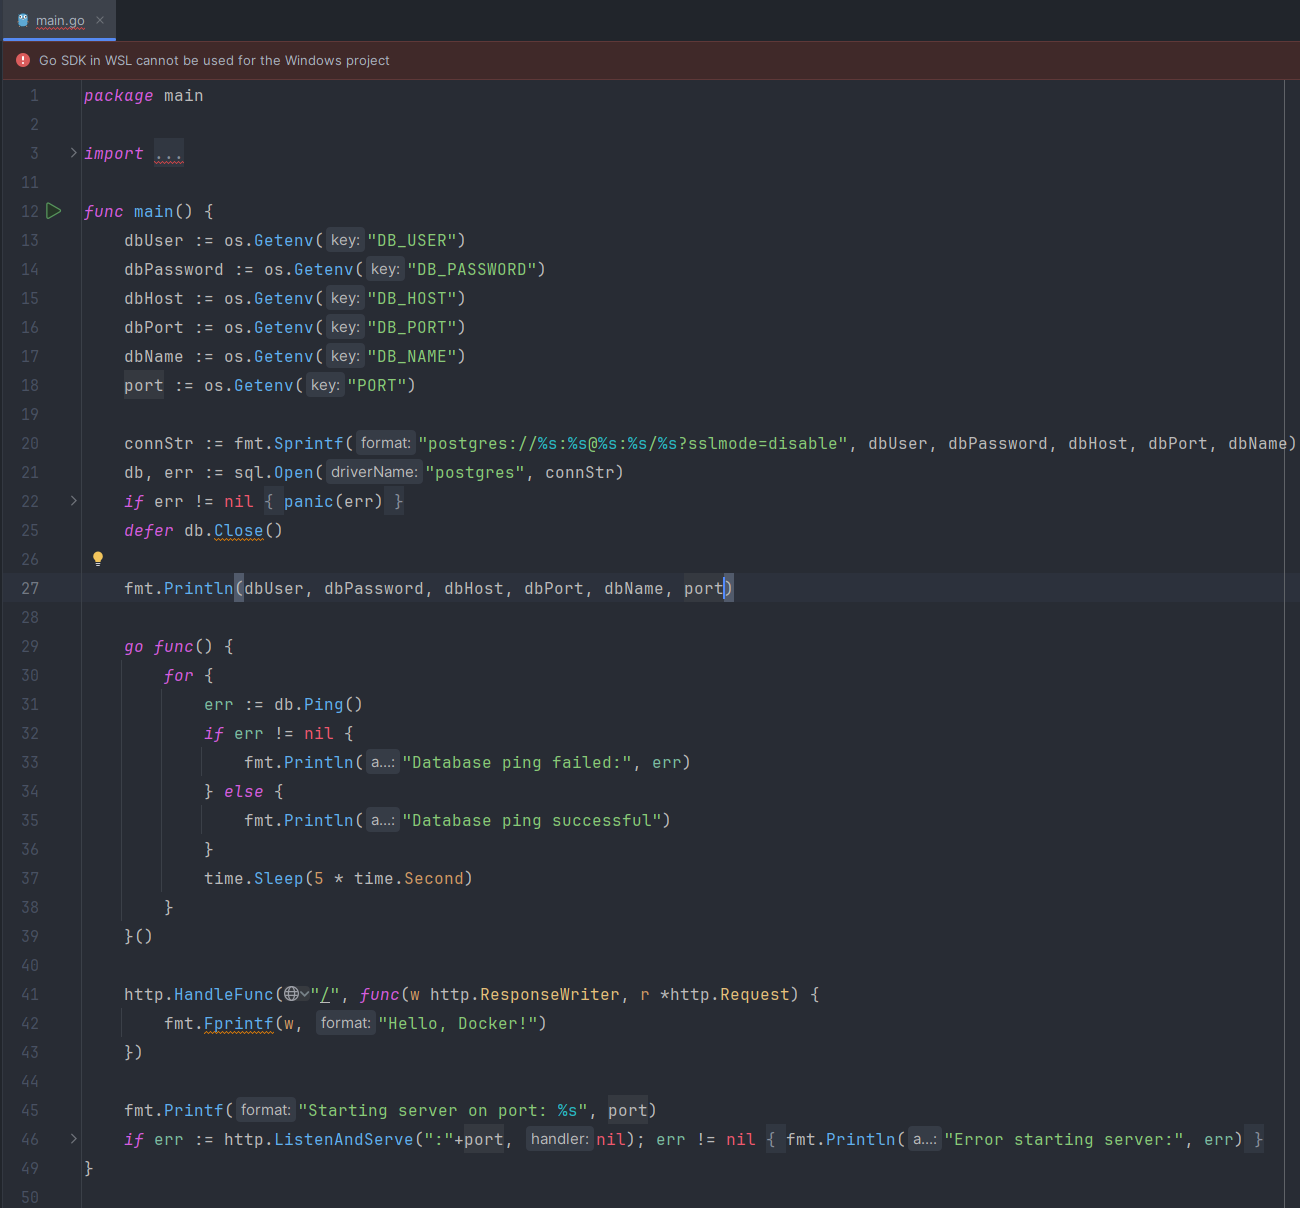 main.go
Go SDK in WSL cannot be used for the Windows project
1 package main
2
3 import ...
11
12 func main() {
13 dbUser := os.Getenv( key: "DB_USER")
14 dbPassword := os.Getenv( key: "DB_PASSWORD")
15 dbHost := os.Getenv( key: "DB_HOST")
16 dbPort := os.Getenv( key: "DB_PORT")
17 dbName := os.Getenv( key: "DB_NAME")
18 port := os.Getenv( key: "PORT")
19
20 connStr := fmt.Sprintf( format: "postgres://%s:%s@%s:%s/%s?sslmode=disable", dbUser, dbPassword, dbHost, dbPort, dbName)
21 db, err := sql.Open( driverName: "postgres", connStr)
22 if err != nil { panic(err) }
25 defer db.Close()
26
27 fmt.Println(dbUser, dbPassword, dbHost, dbPort, dbName, port)
28
29 go func() {
30 for {
31 err := db.Ping()
32 if err != nil {
33 fmt.Println( a...: "Database ping failed:", err)
34 } else {
35 fmt.Println( a...: "Database ping successful")
36 }
37 time.Sleep(5 * time.Second)
38 }
39 }()
40
41 http.HandleFunc( "/", func(w http.ResponseWriter, r *http.Request) {
42 fmt.Fprintf(w, format: "Hello, Docker!")
43 })
44
45 fmt.Printf( format: "Starting server on port: %s", port)
46 if err := http.ListenAndServe(":"+port, handler: nil); err != nil { fmt.Println( a...: "Error starting server:", err) }
49 }
50